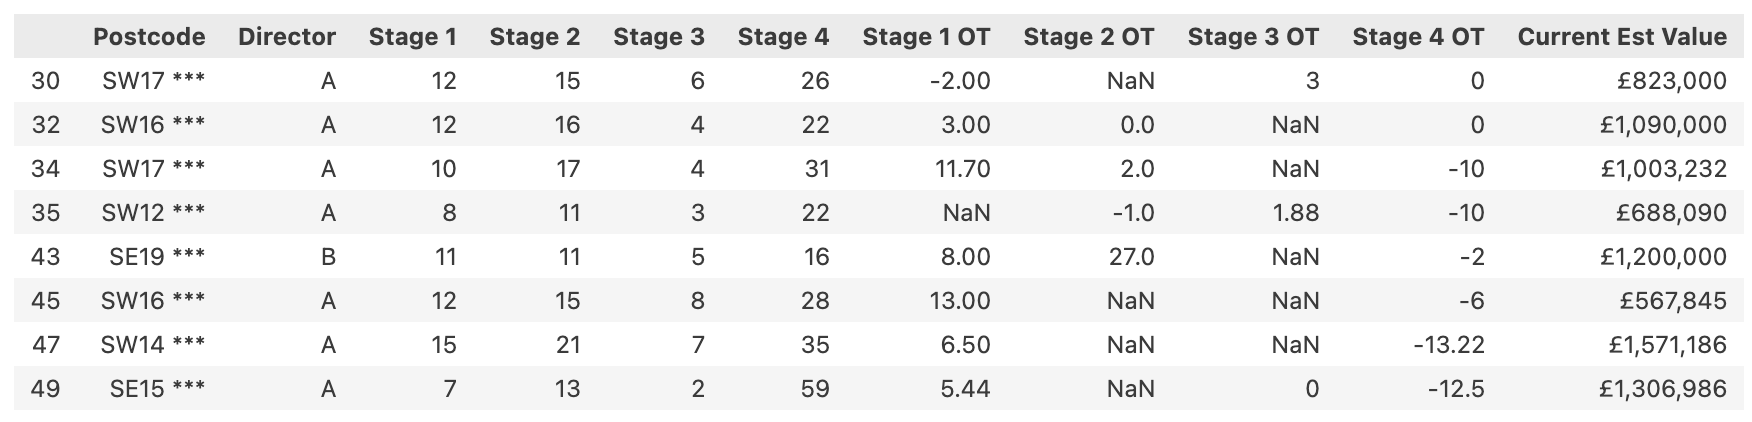 Postcode Director Stage 1 Stage 2 Stage 3 Stage 4 Stage 1 OT Stage 2 OT Stage 3 OT Stage 4 OT Current Est Value
30 SW17 *** A 12 15 6 26 -2.00 NaN 3 0 £823,000
32 SW16 *** A 12 16 4 22 3.00 0.0 NaN 0 £1,090,000
34 SW17 *** A 10 17 4 31 11.70 2.0 NaN -10 £1,003,232
35 SW12 *** A 8 11 3 22 NaN -1.0 1.88 -10 £688,090
43 SE19 *** B 11 11 5 16 8.00 27.0 NaN -2 £1,200,000
45 SW16 *** A 12 15 8 28 13.00 NaN NaN -6 £567,845
47 SW14 *** A 15 21 7 35 6.50 NaN NaN -13.22 £1,571,186
49 SE15 *** A 7 13 2 59 5.44 NaN 0 -12.5 £1,306,986